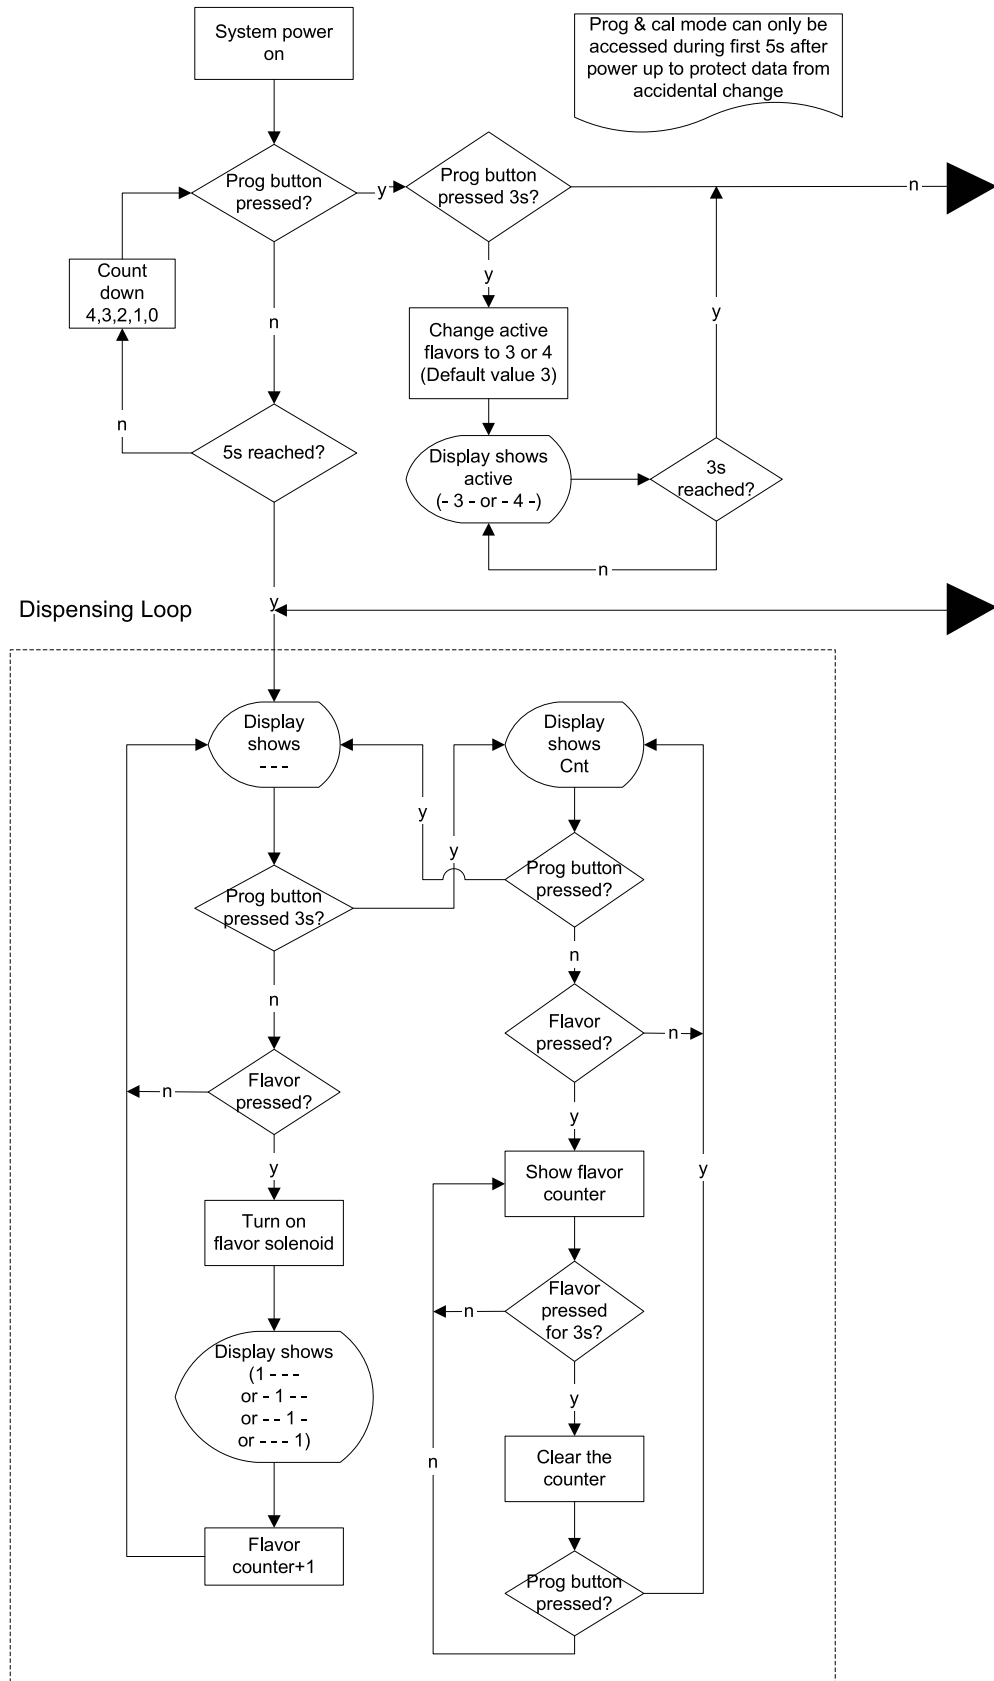 System power
on
Prog & cal mode can only be
accessed during first 5s after
power up to protect data from
accidental change
Prog button
pressed?
y
Prog button
pressed 3s?
n
Count
down
4,3,2,1,0
n
y
y
Change active
flavors to 3 or 4
(Default value 3)
n
5s reached?
Display shows
active
(- 3 - or - 4 -)
3s
reached?
n
y
Dispensing Loop
Display
shows
- - -
Display
shows
Cnt
y
y
Prog button
pressed 3s?
Prog button
pressed?
n
n
Flavor
pressed?
n
Flavor
pressed?
n
y
y
Show flavor
counter
y
Turn on
flavor solenoid
Flavor
pressed
for 3s?
n
Display shows
(1 - - -
or - 1 - -
or - - 1 -
or - - - 1)
y
Clear the
counter
n
Flavor
counter+1
Prog button
pressed?